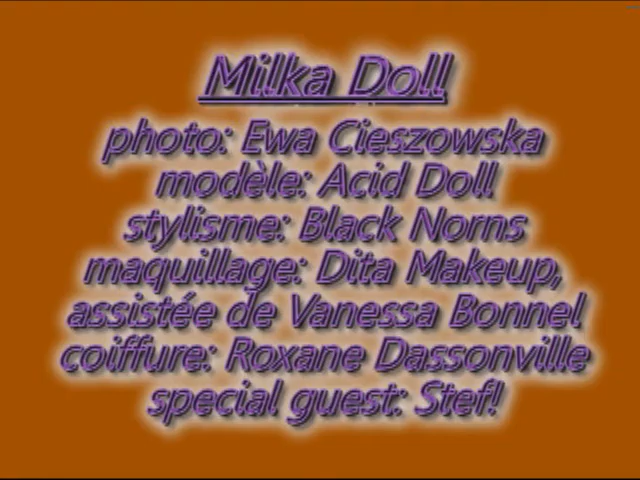 Milka Doll
photo: Ewa Cieszowska
modèle: Acid Doll
stylisme: Black Norns
maquillage: Dita Makeup,
assistée de Vanessa Bonnel
coiffure: Roxane Dassonville
special guest: Stef!